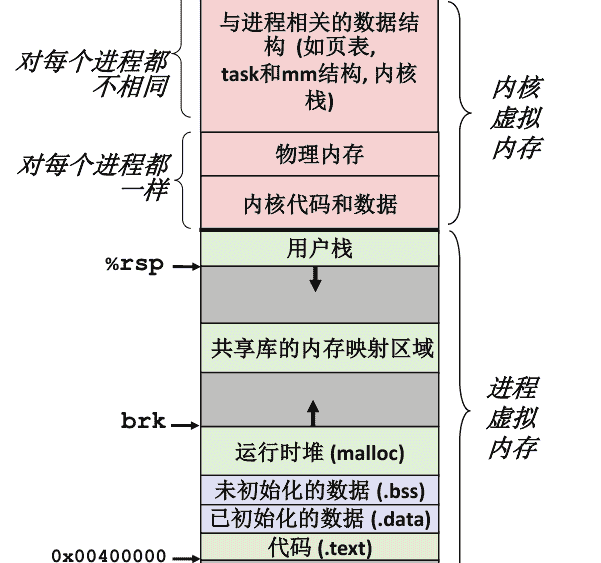 与进程相关的数据结
构 (如页表,
task和mm结构, 内核
栈)
对每个进程都
不相同
内核
虚拟
内存
物理内存
对每个进程都
一样
内核代码和数据
用户栈
%rsp
共享库的内存映射区域
进程
虚拟
内存
brk
运行时堆 (malloc)
未初始化的数据 (.bss)
已初始化的数据 (.data)
代码 (.text)
0x00400000